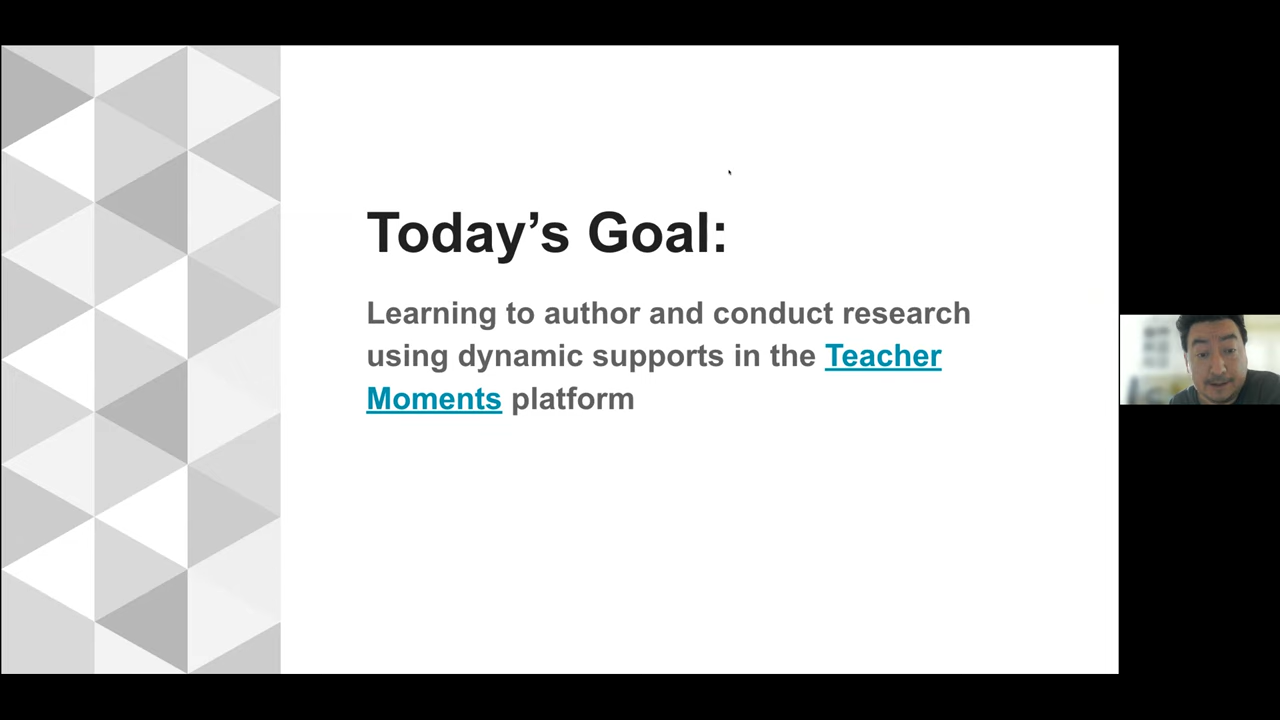 Today’s Goal:
Learning to author and conduct research
using dynamic supports in the Teacher
Moments platform